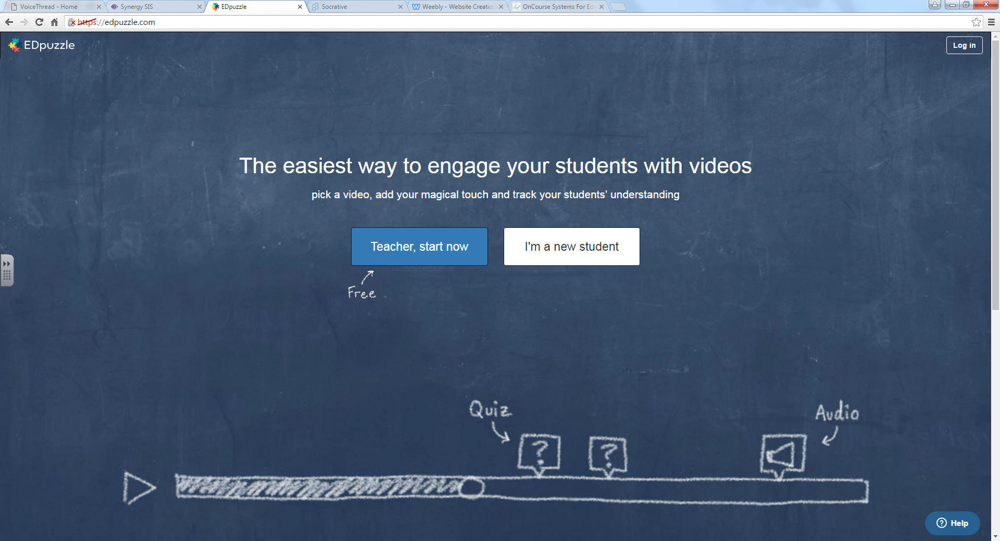 VoiceThread - Home
Synergy SIS
EDpuzzle
Socrative
Weebly - Website Creatio
OnCourse Systems For Ed
https://edpuzzle.com
EDpuzzle
Log in
The easiest way to engage your students with videos
pick a video, add your magical touch and track your students' understanding
Teacher, start now
I'm a new student
Free
Quiz
Audio
?
?
? Help